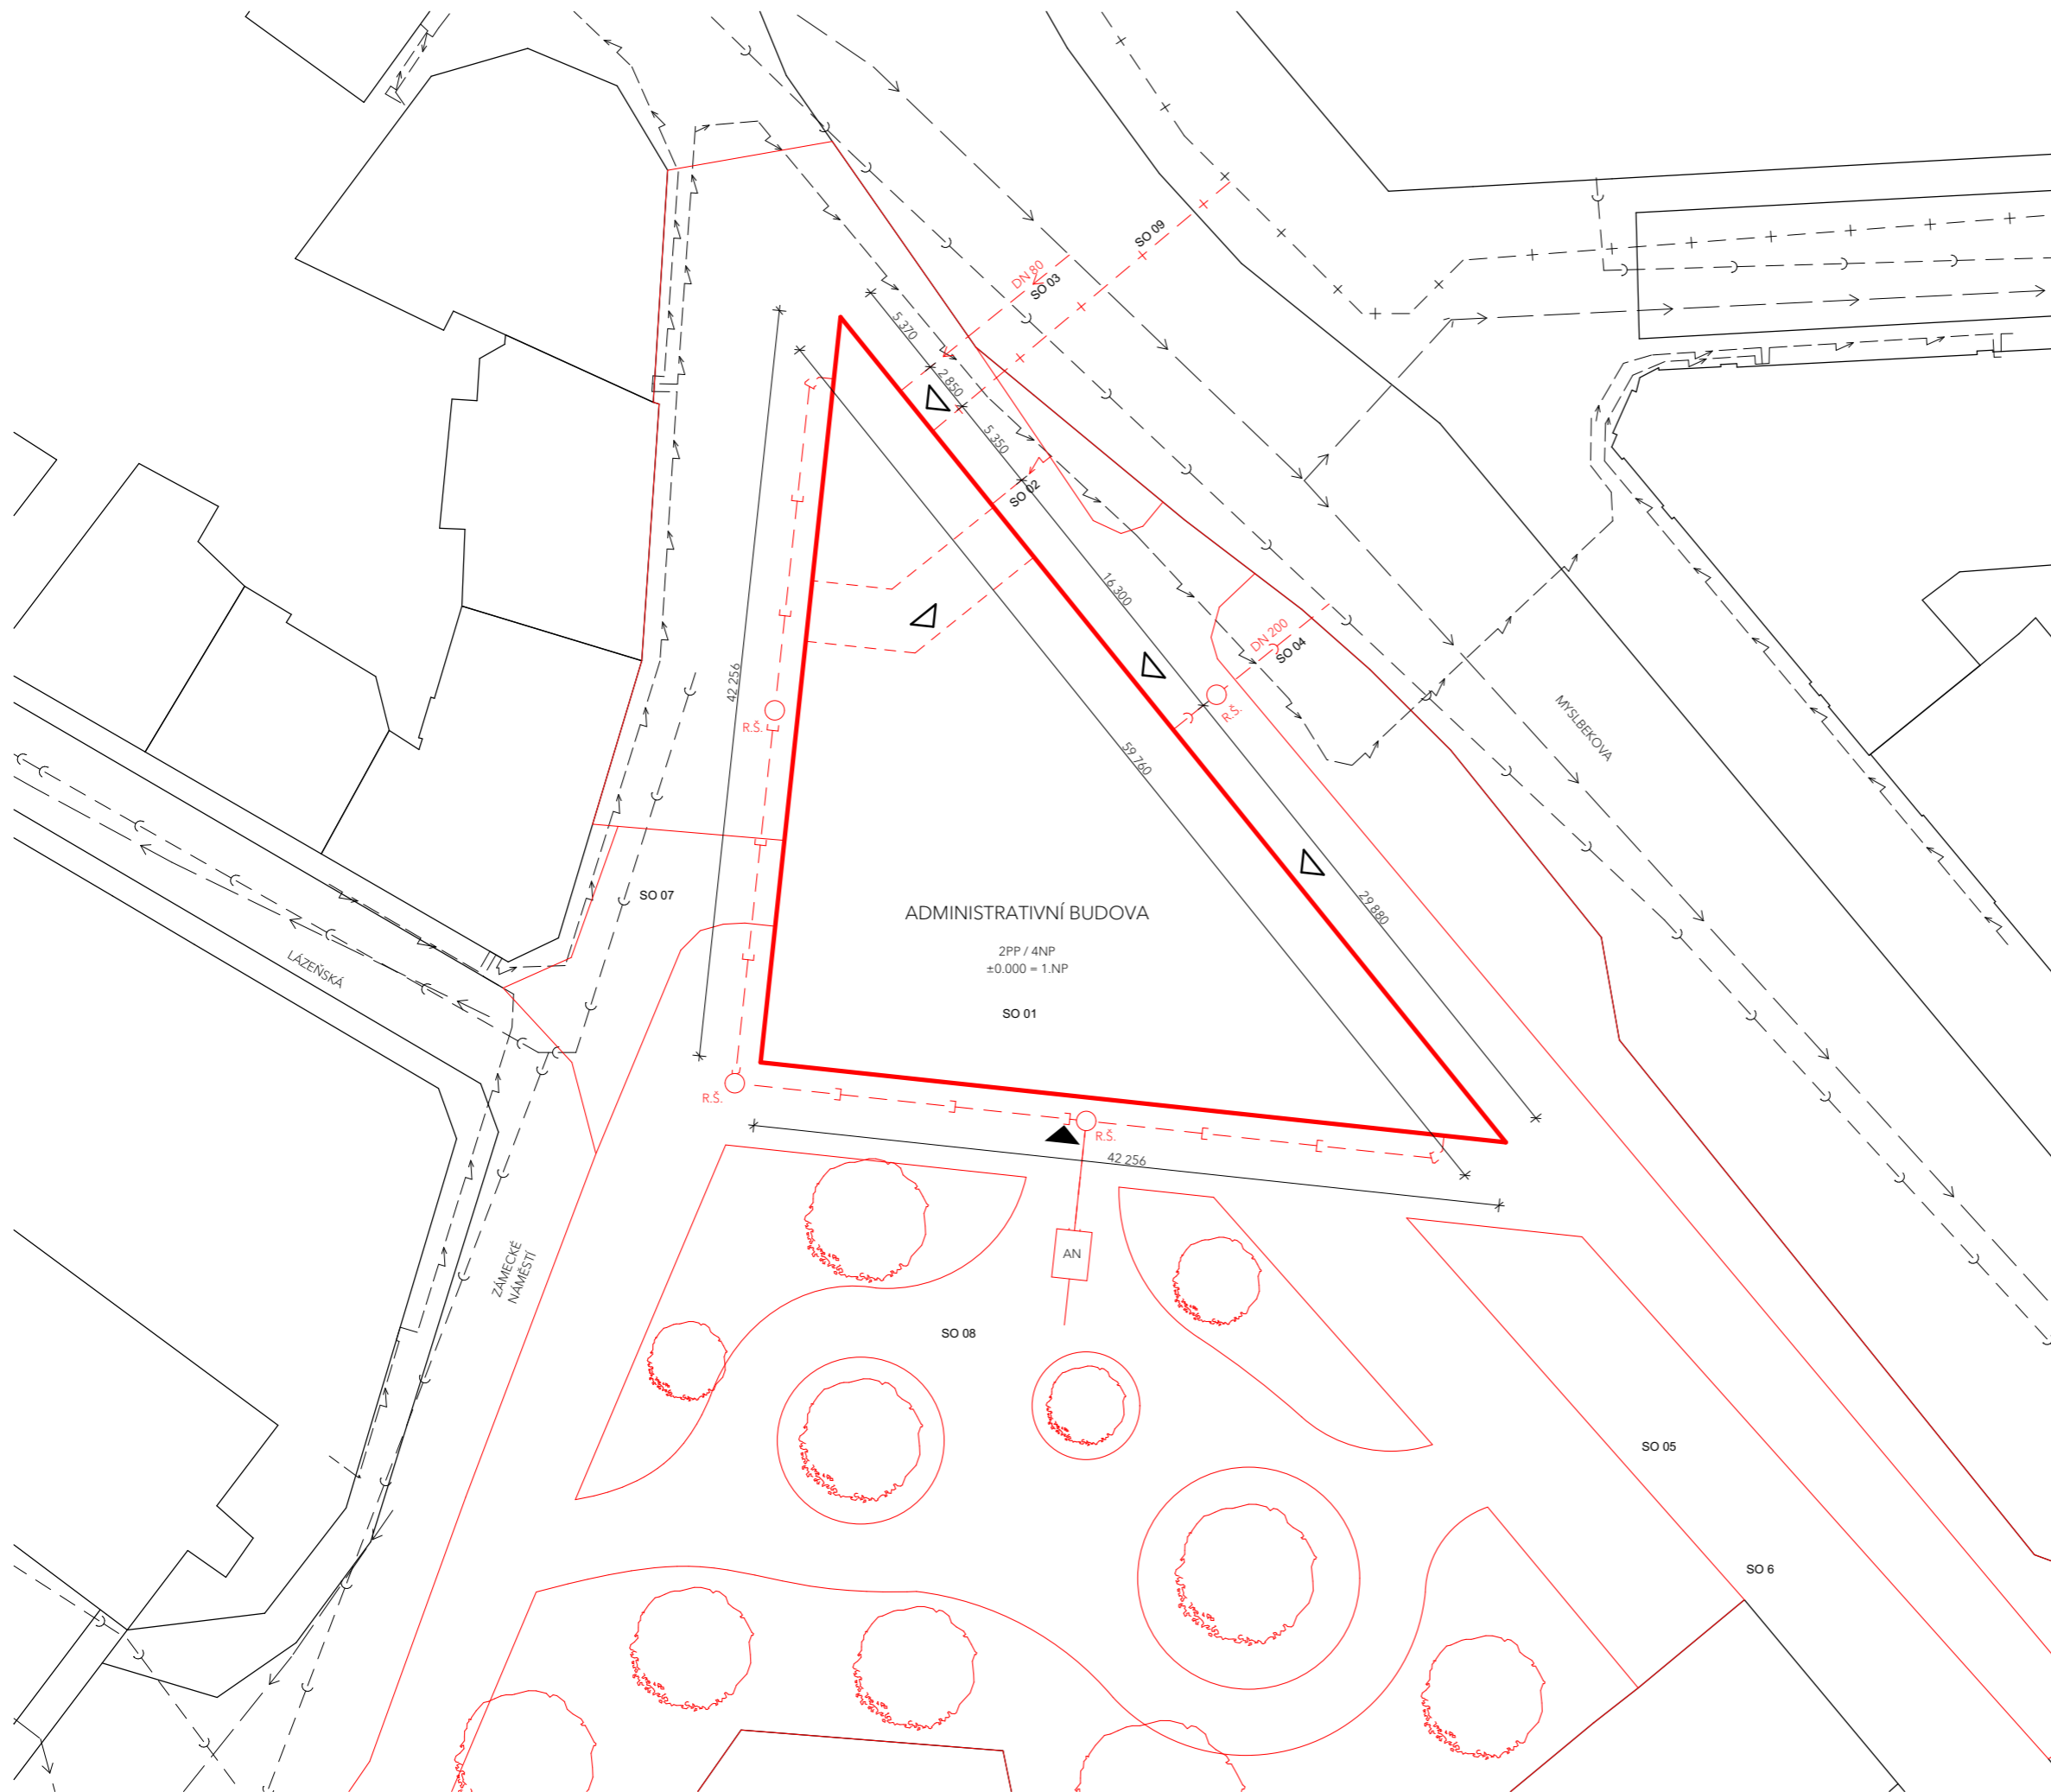 SO 09
DN 80
SO 03
5 370
2 850
5 350
SO 02
16 300
DN 200
SO 04
R.Š.
42 256
R.Š.
MYSLBEKOVA
59 760
SO 07
29 880
ADMINISTRATIVNÍ BUDOVA
2PP / 4NP
±0.000 = 1.NP
LÁZEŇSKÁ
SO 01
R.Š.
R.Š.
42 256
AN
ZÁMECKÉ
NÁMĚSTÍ
SO 08
SO 05
SO 6